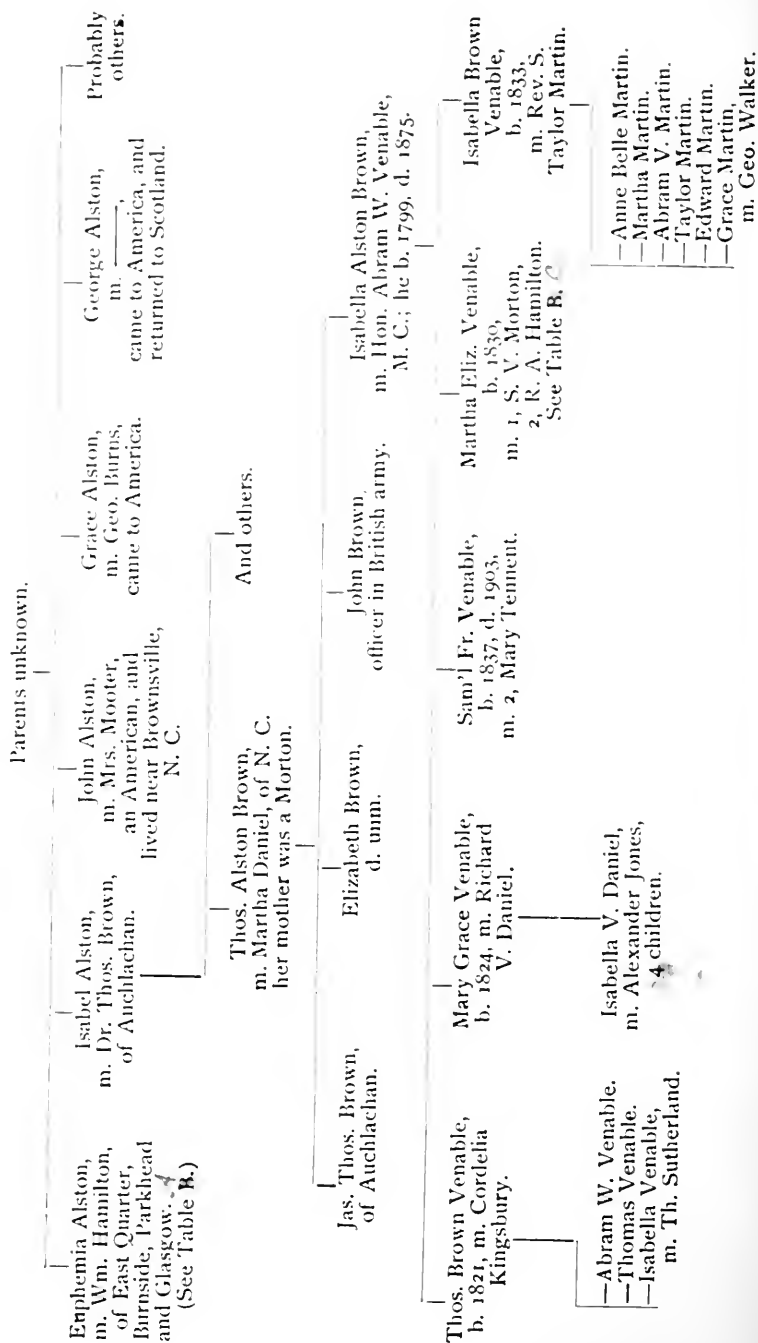 Parents unknown.
Euphemia Alston,
m. Wm. Hamilton,
of East Quarter,
Burnside, Parkhead
and Glasgow.
(See Table B.)
Isabel Alston,
m. Dr. Thos. Brown,
of Auchlachan.
John Alston,
m. Mrs. Mooter,
an American, and
lived near Brownsville,
N. C.
Grace Alston,
m. Geo. Burns,
came to America.
George Alston,
m. ———,
came to America, and
returned to Scotland.
Probably
others.
Thos. Alston Brown,
m. Martha Daniel, of N. C.
her mother was a Morton.
And others.
Jas. Thos. Brown,
of Auchlachan.
Elizabeth Brown,
d. unm.
John Brown
officer in British army.
Isabella Alston Brown,
m. Hon. Abram W. Venable,
M. C.; he b. 1799, d. 1875.
Thos. Brown Venable,
b. 1821, m. Cordelia
Kingsbury.
Mary Grace Venable,
b. 1824, m. Richard
V. Daniel.
Sam'l Fr. Venable,
b. 1837, d. 1903,
m. 2, Mary Tennent.
Martha Eliz. Venable,
b. 1830,
m. 1, S. V. Morton,
2, R. A. Hamilton.
See Table B. C
Isabella Brown
Venable,
b. 1833,
m. Rev. S.
Taylor Martin.
—Abram W. Venable.
—Thomas Venable.
—Isabella Venable,
m. Th. Sutherland.
Isabella V. Daniel,
m. Alexander Jones,
4 children.
—Anne Belle Martin.
—Martha Martin.
—Abram V. Martin.
—Taylor Martin.
—Edward Martin.
—Grace Martin,
m. Geo. Walker.